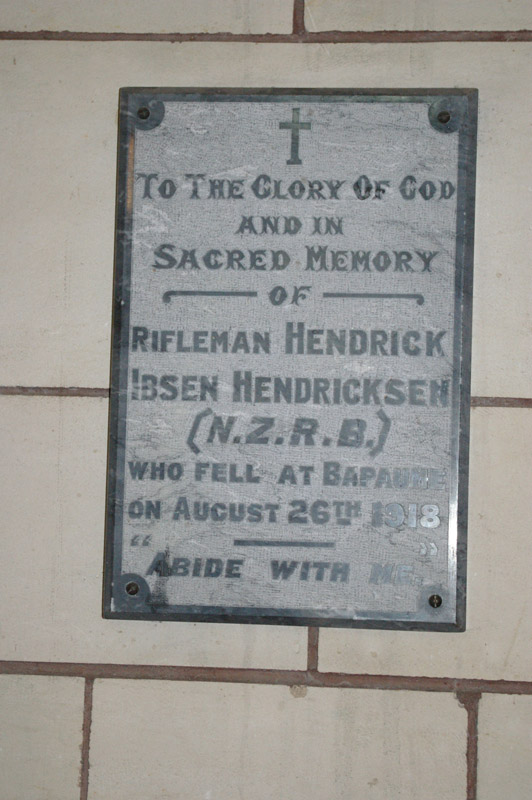 TO THE GLORY OF GOD
AND IN
SACRED MEMORY
OF
RIFLEMAN HENDRICK
IBSEN HENDRICKSEN
(N.Z.R.B.)
WHO FELL AT BAPAUME
ON AUGUST 26TH 1918
"ABIDE WITH ME"